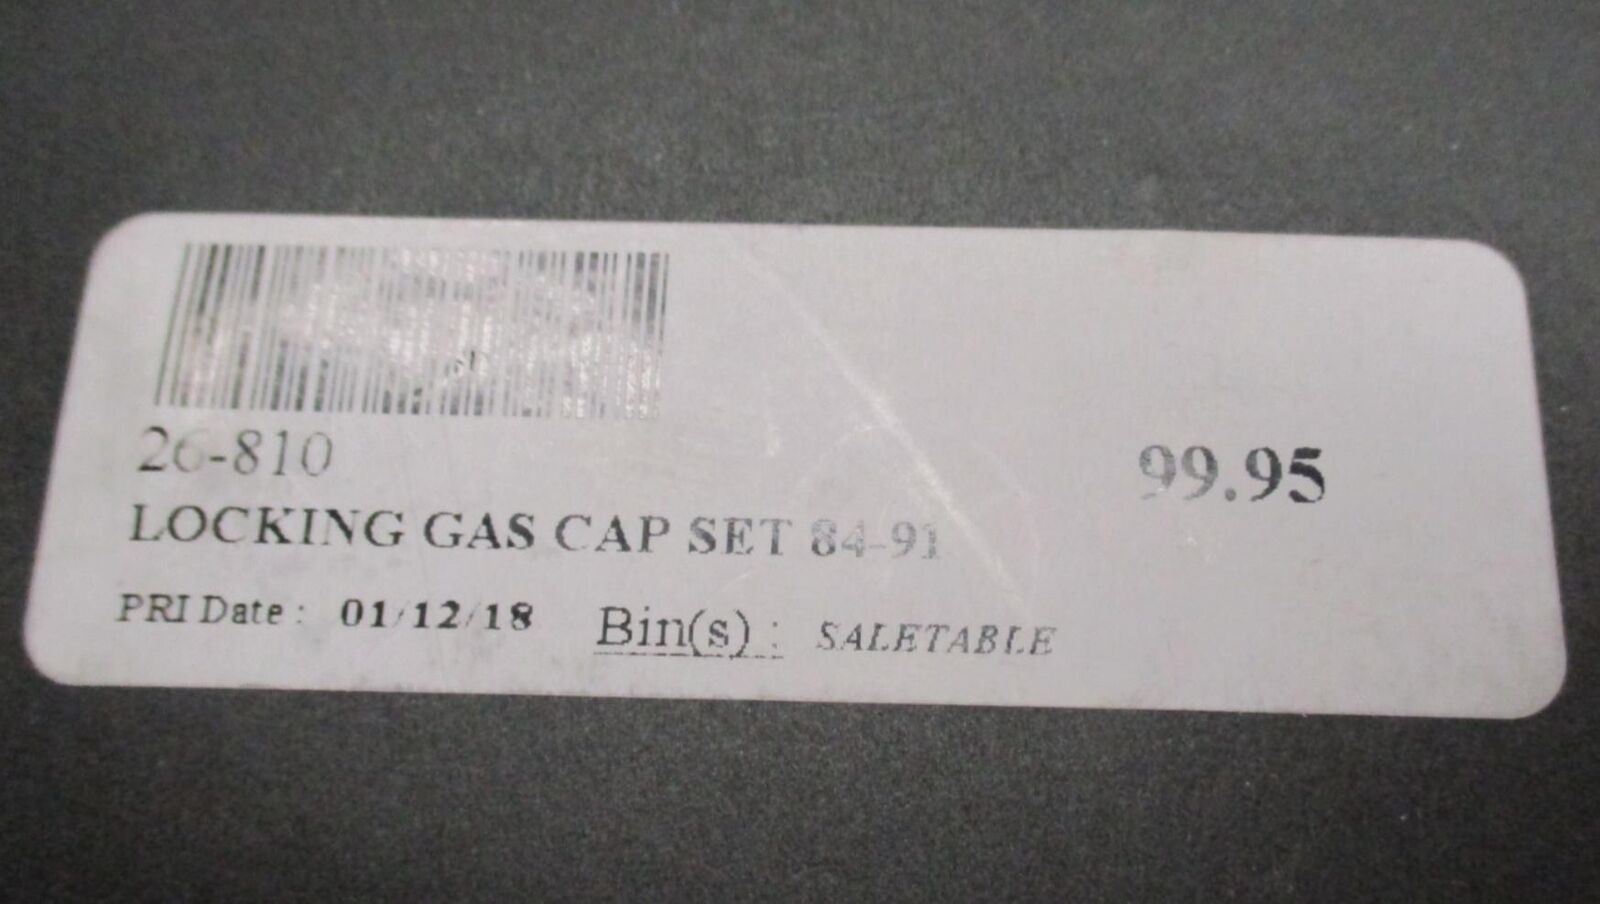 26-810
LOCKING GAS CAP SET 84-91
99.95
PRI Date : 01/12/18 Bin(s) : SALETABLE